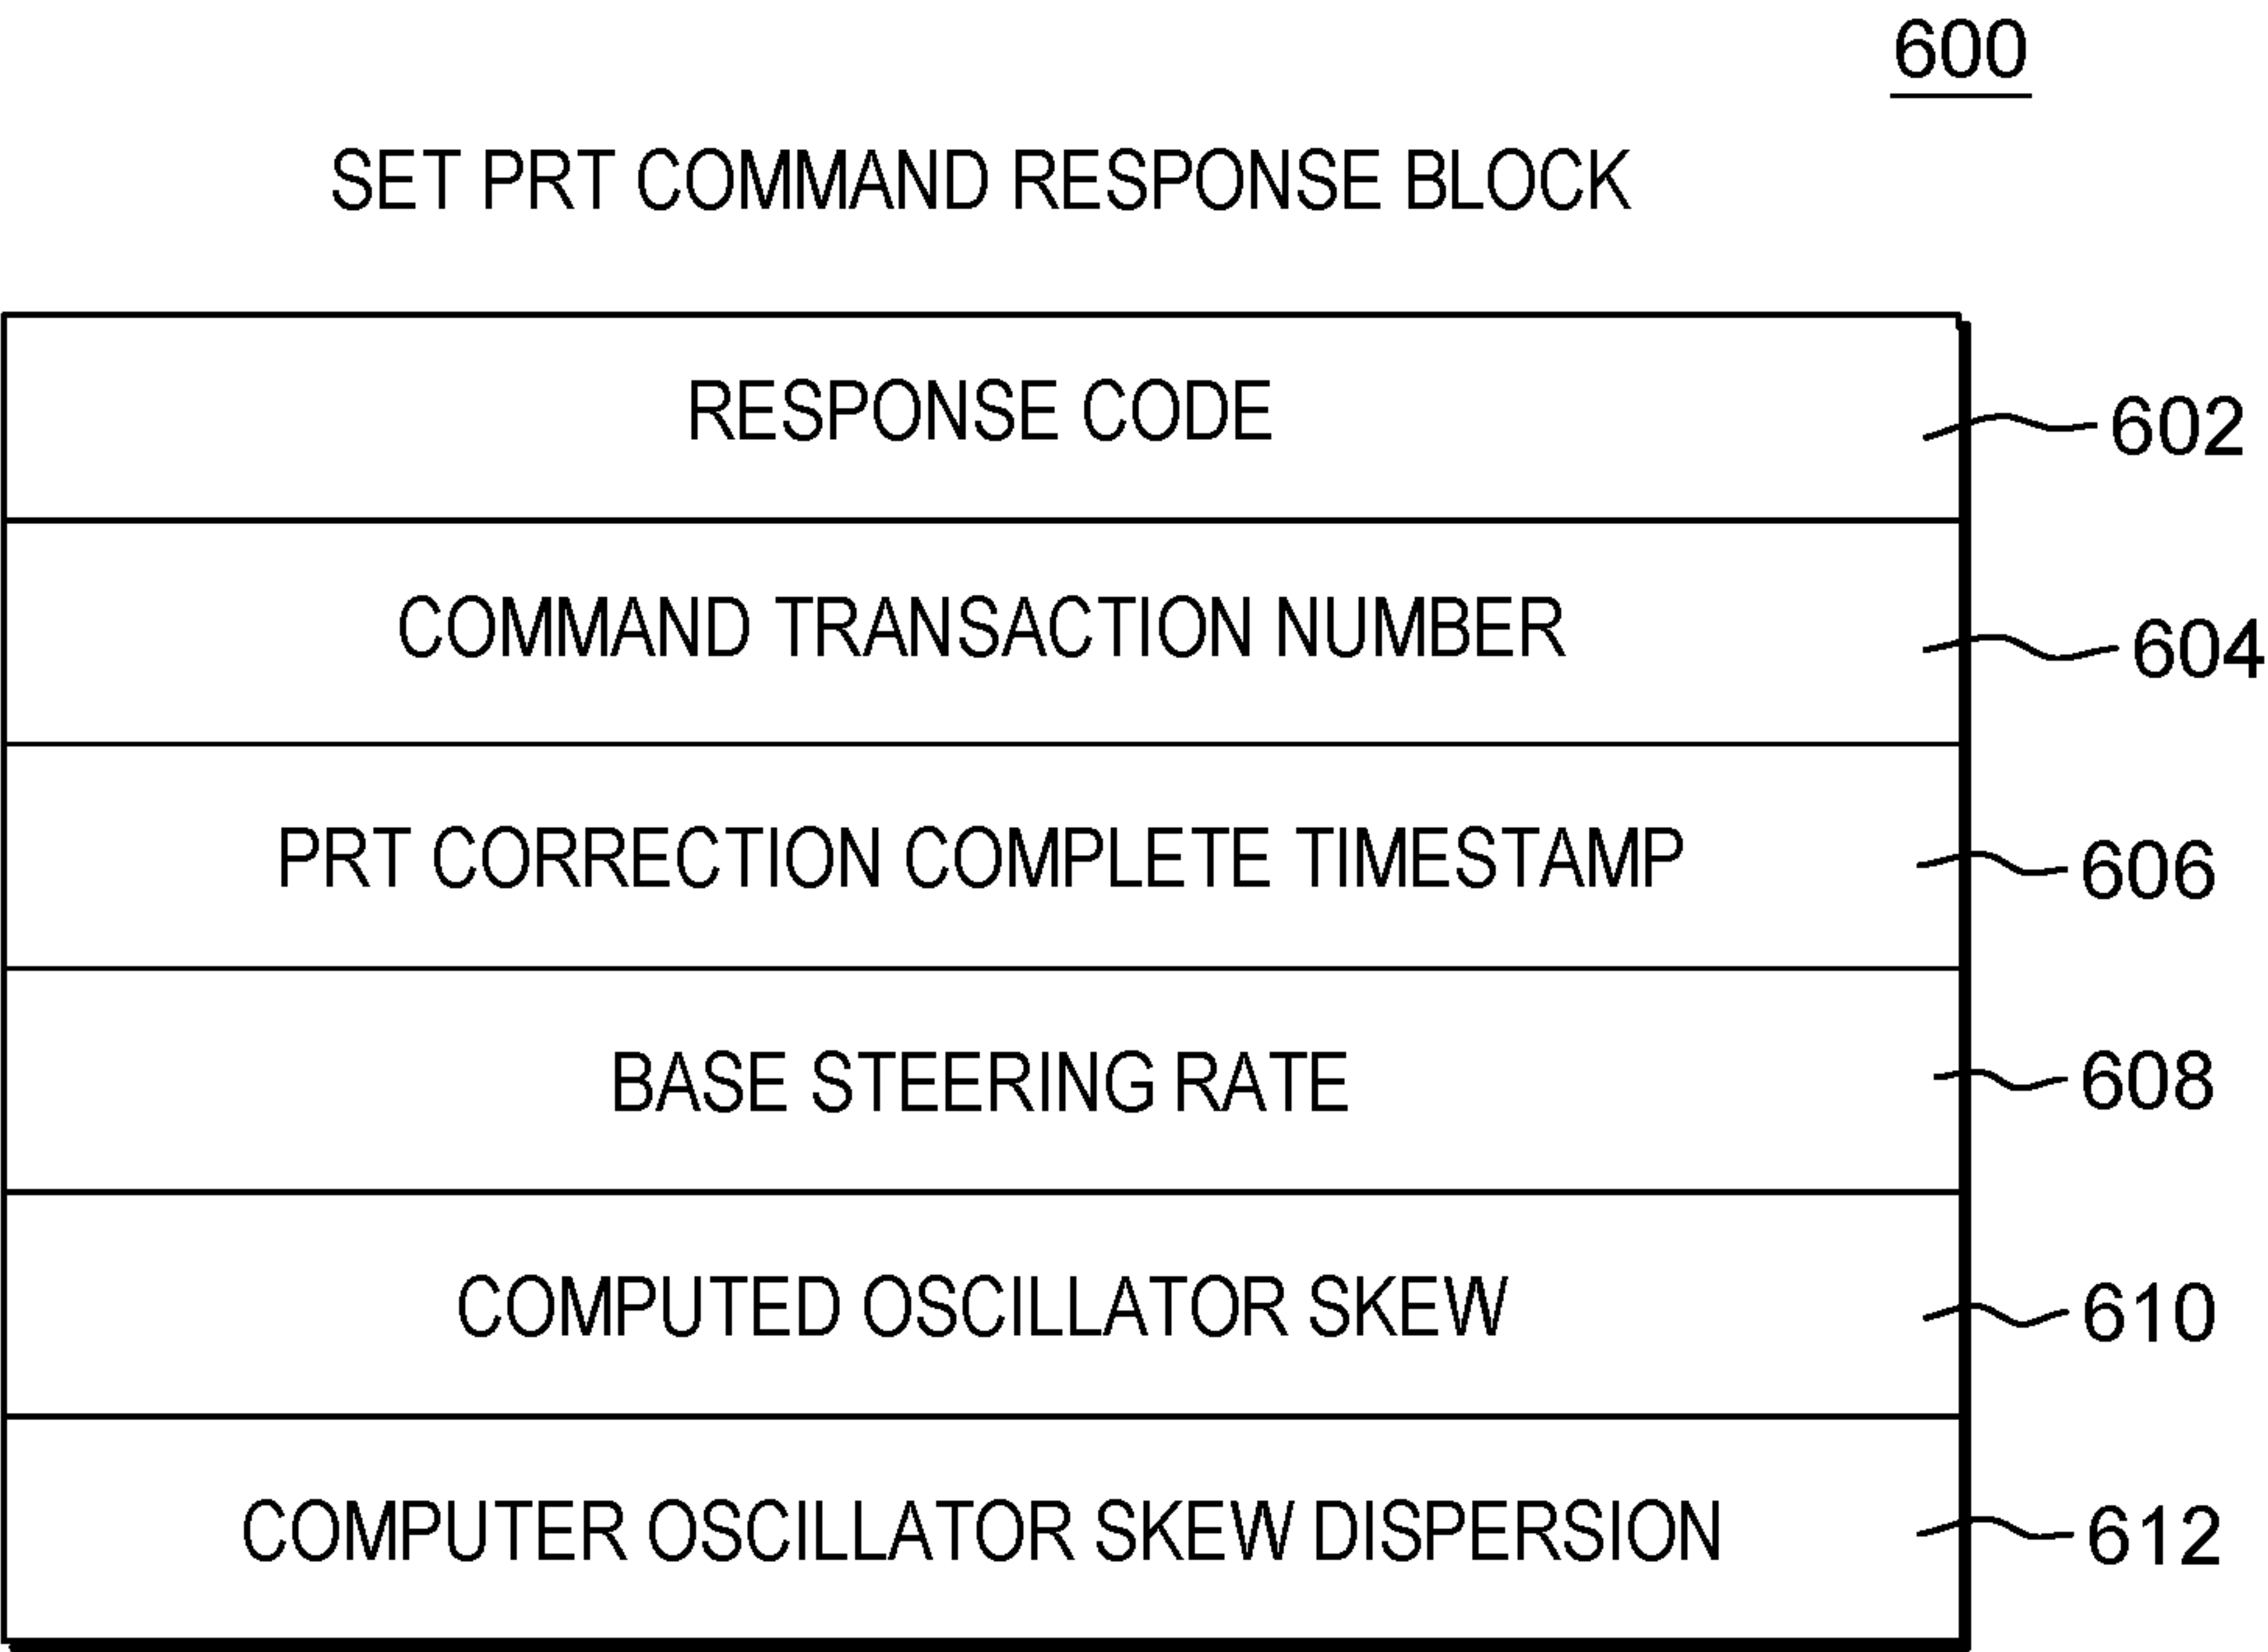 600
SET PRT COMMAND RESPONSE BLOCK
RESPONSE CODE
602
COMMAND TRANSACTION NUMBER
604
PRT CORRECTION COMPLETE TIMESTAMP
606
BASE STEERING RATE
608
COMPUTED OSCILLATOR SKEW
610
COMPUTER OSCILLATOR SKEW DISPERSION
612